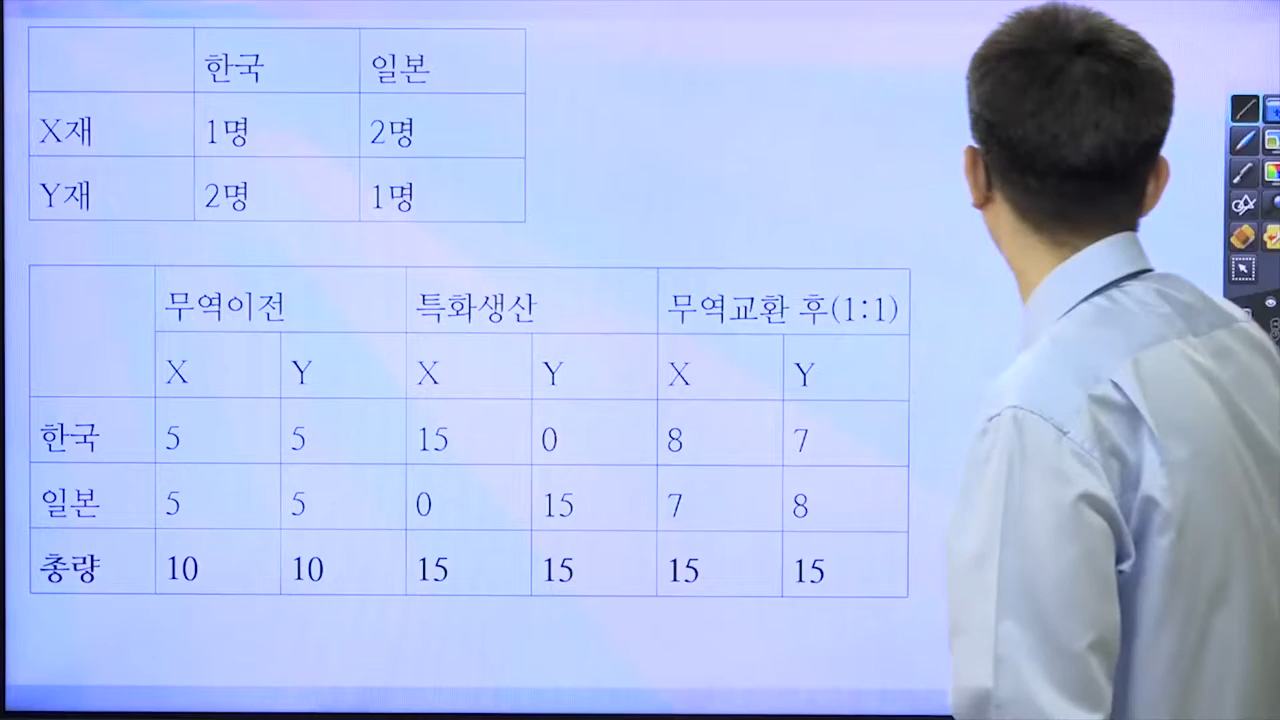 한국 일본
X재 1명 2명
Y재 2명 1명
무역이전 특화생산 무역교환 후(1:1)
X Y X Y X Y
한국 5 5 15 0 8 7
일본 5 5 0 15 7 8
총량 10 10 15 15 15 15